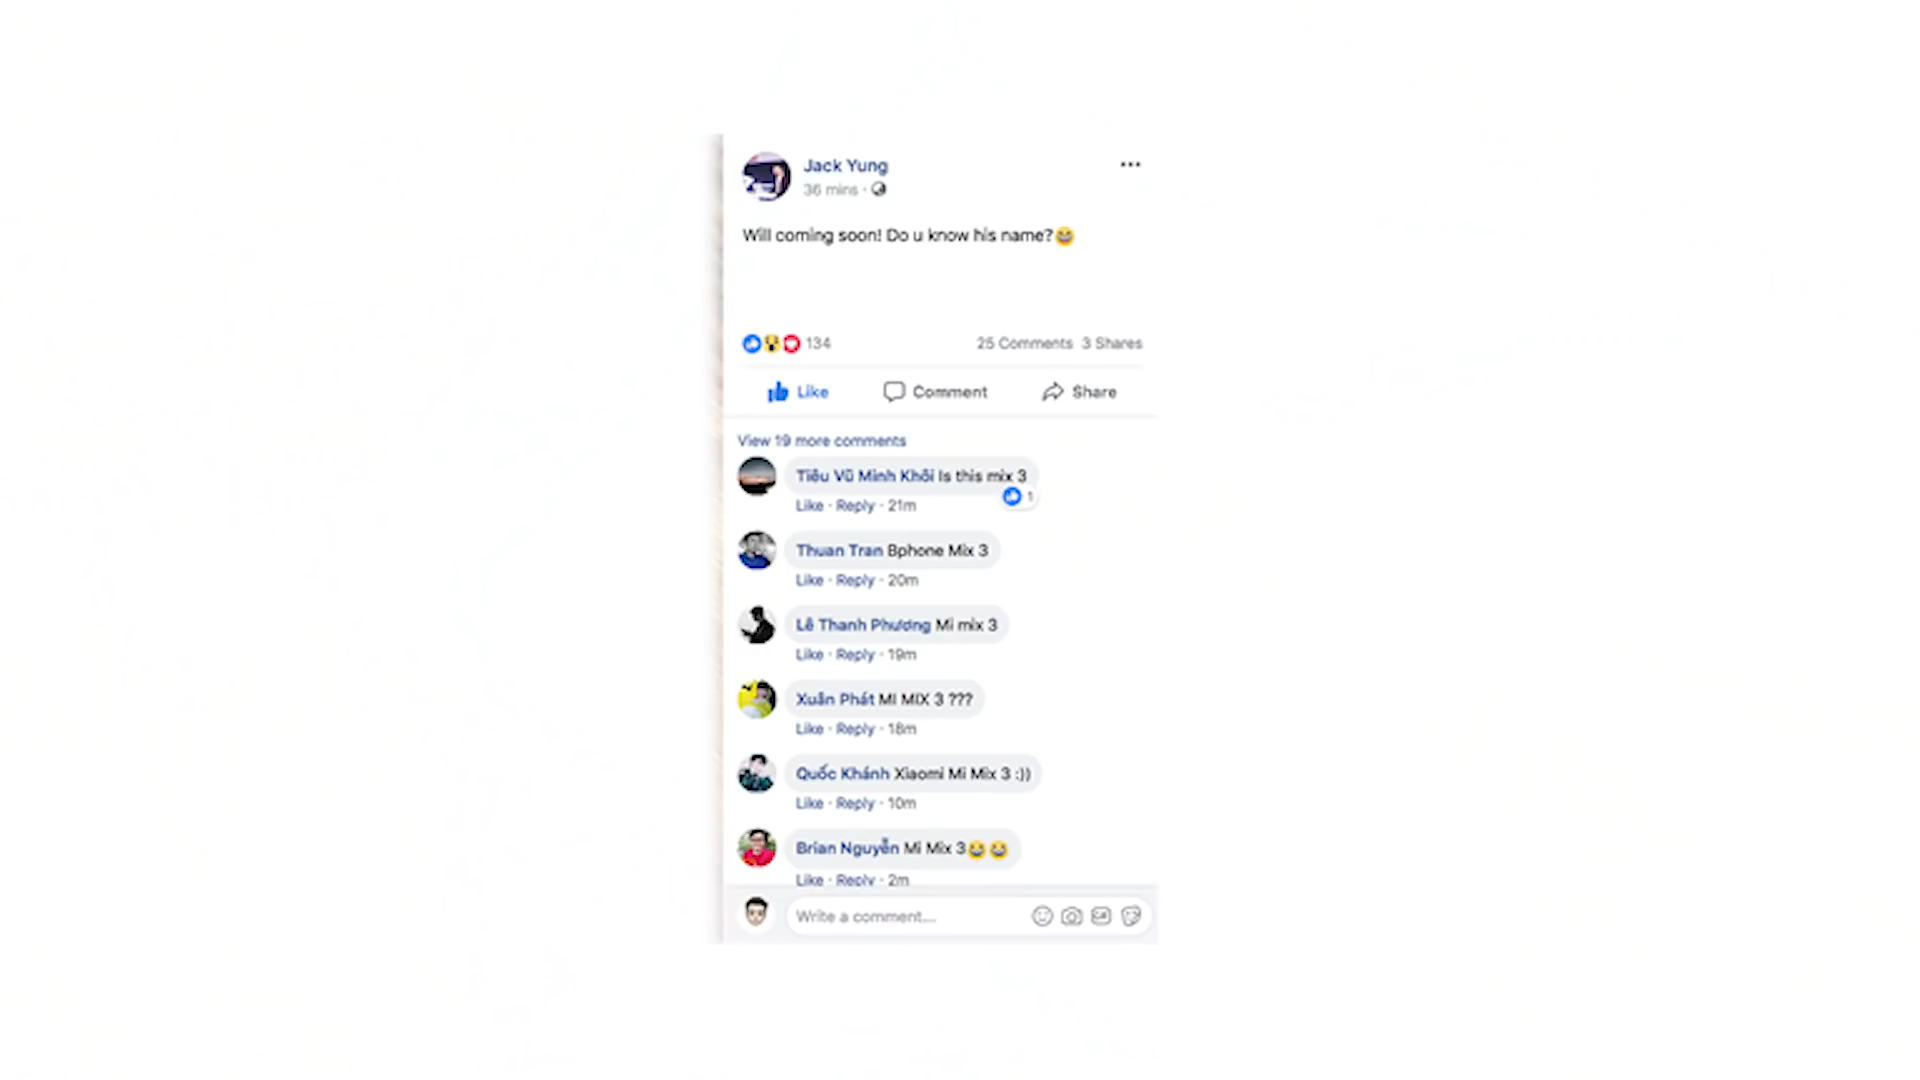 Jack Yung
36 mins ·
Will coming soon! Do u know his name?😂
134 25 Comments 3 Shares
Like Comment Share
View 19 more comments
Tiêu Vũ Minh Khôi Is this mix 3
1
Like · Reply · 21m
Thuan Tran Bphone Mix 3
Like · Reply · 20m
Lê Thanh Phương Mi mix 3
Like · Reply · 19m
Xuân Phát MI MIX 3 ???
Like · Reply · 18m
Quốc Khánh Xiaomi Mi Mix 3 :))
Like · Reply · 10m
Brian Nguyễn Mi Mix 3😂😂
Like · Reply · 2m
Write a comment...